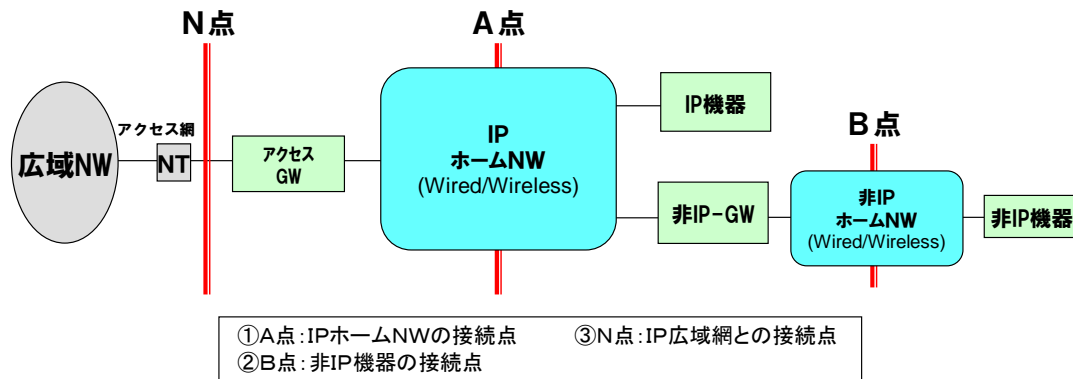 N点
A点
B点
アクセス網
広域NW
NT
アクセス
GW
IP
ホームNW
(Wired/Wireless)
IP機器
非IP-GW
非IP
ホームNW
(Wired/Wireless)
非IP機器
①A点:IPホームNWの接続点 ③N点:IP広域網との接続点
②B点:非IP機器の接続点